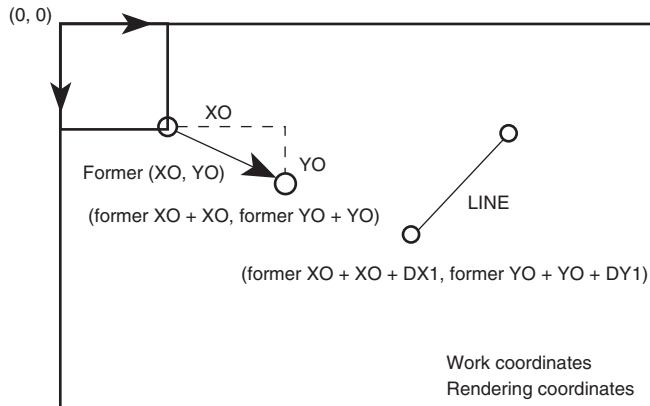 (0, 0)
XO
YO
Former (XO, YO)
(former XO + XO, former YO + YO)
LINE
(former XO + XO + DX1, former YO + YO + DY1)
Work coordinates
Rendering coordinates